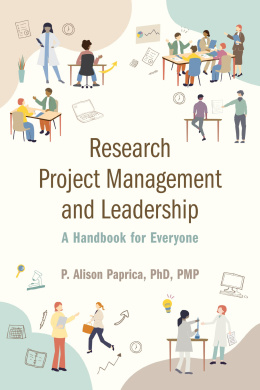 Research
Project Management
and Leadership
A Handbook for Everyone
P. Alison Paprica, PhD, PMP